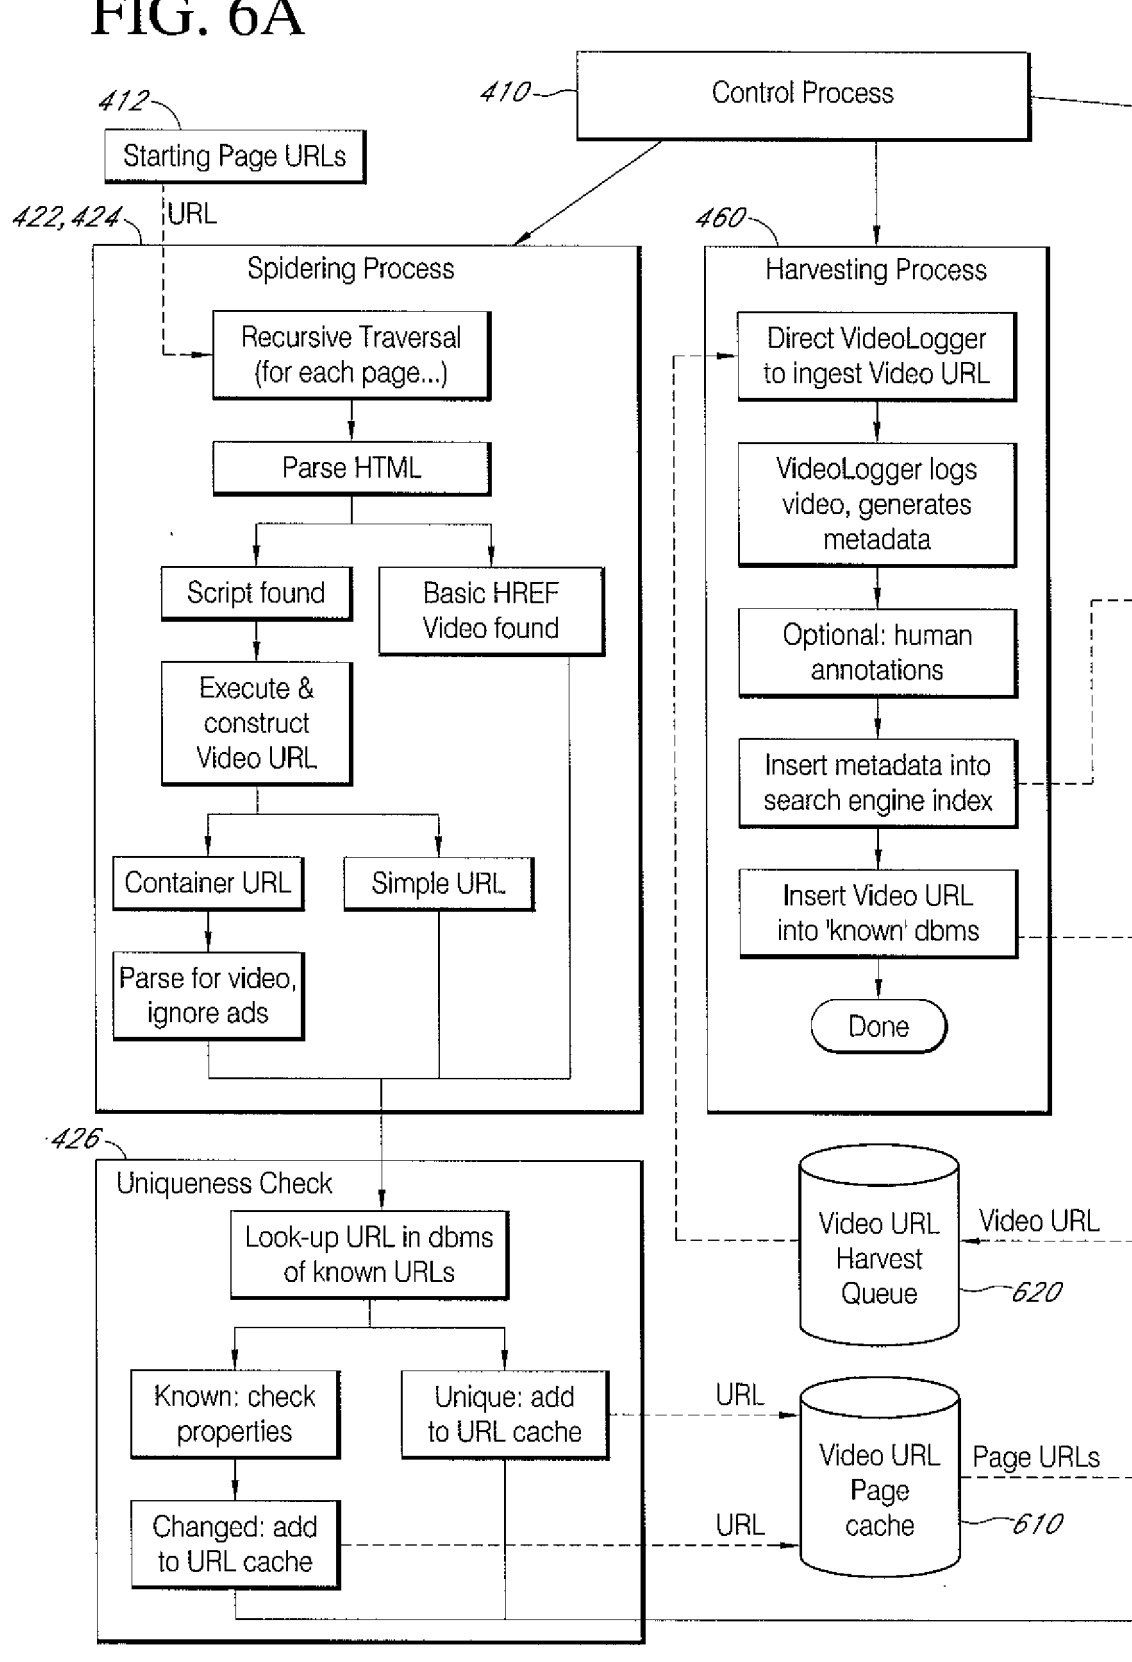 FIG. 6A
410
Control Process
412
Starting Page URLs
URL
422, 424
Spidering Process
Recursive Traversal
(for each page...)
Parse HTML
Script found
Basic HREF
Video found
Execute &
construct
Video URL
Container URL
Simple URL
Parse for video,
ignore ads
460
Harvesting Process
Direct VideoLogger
to ingest Video URL
VideoLogger logs
video, generates
metadata
Optional: human
annotations
Insert metadata into
search engine index
Insert Video URL
into 'known' dbms
Done
426
Uniqueness Check
Look-up URL in dbms
of known URLs
Known: check
properties
Unique: add
to URL cache
Changed: add
to URL cache
Video URL
Harvest
Queue
Video URL
620
URL
URL
Video URL
Page
cache
Page URLs
610